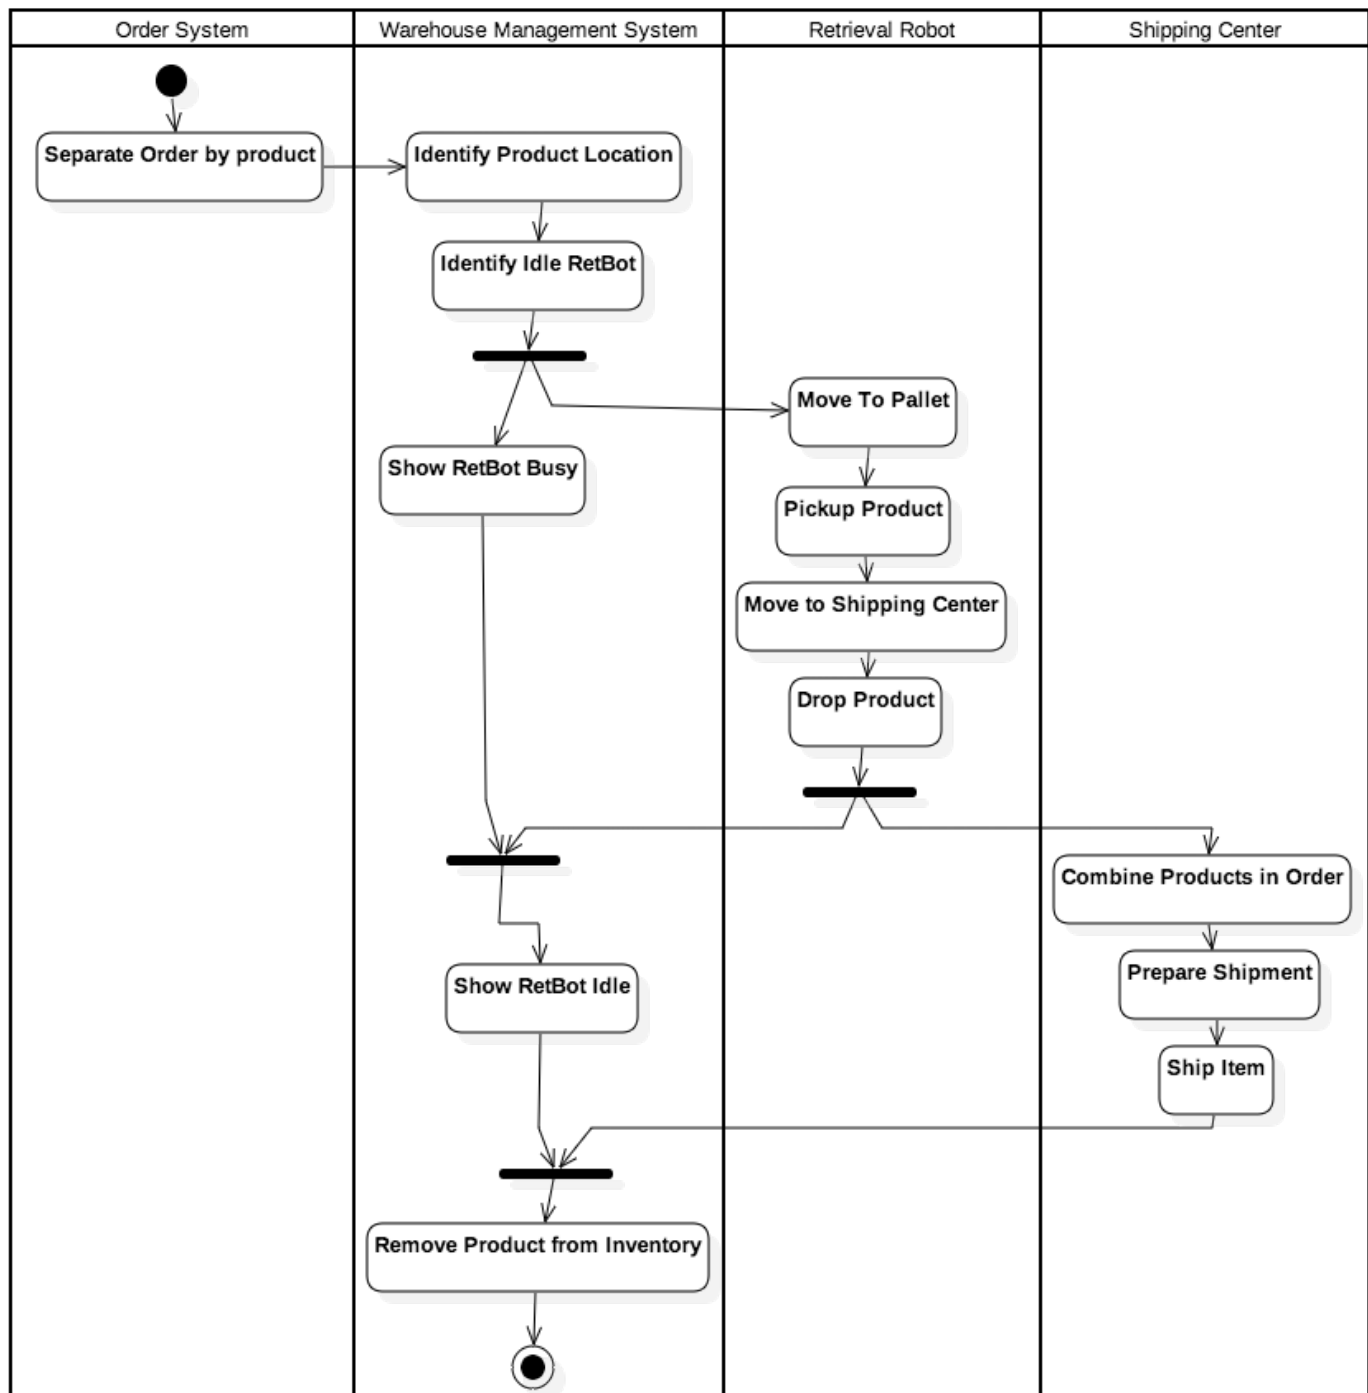 Order System
Warehouse Management System
Retrieval Robot
Shipping Center
Separate Order by product
Identify Product Location
Identify Idle RetBot
Move To Pallet
Show RetBot Busy
Pickup Product
Move to Shipping Center
Drop Product
Combine Products in Order
Show RetBot Idle
Prepare Shipment
Ship Item
Remove Product from Inventory